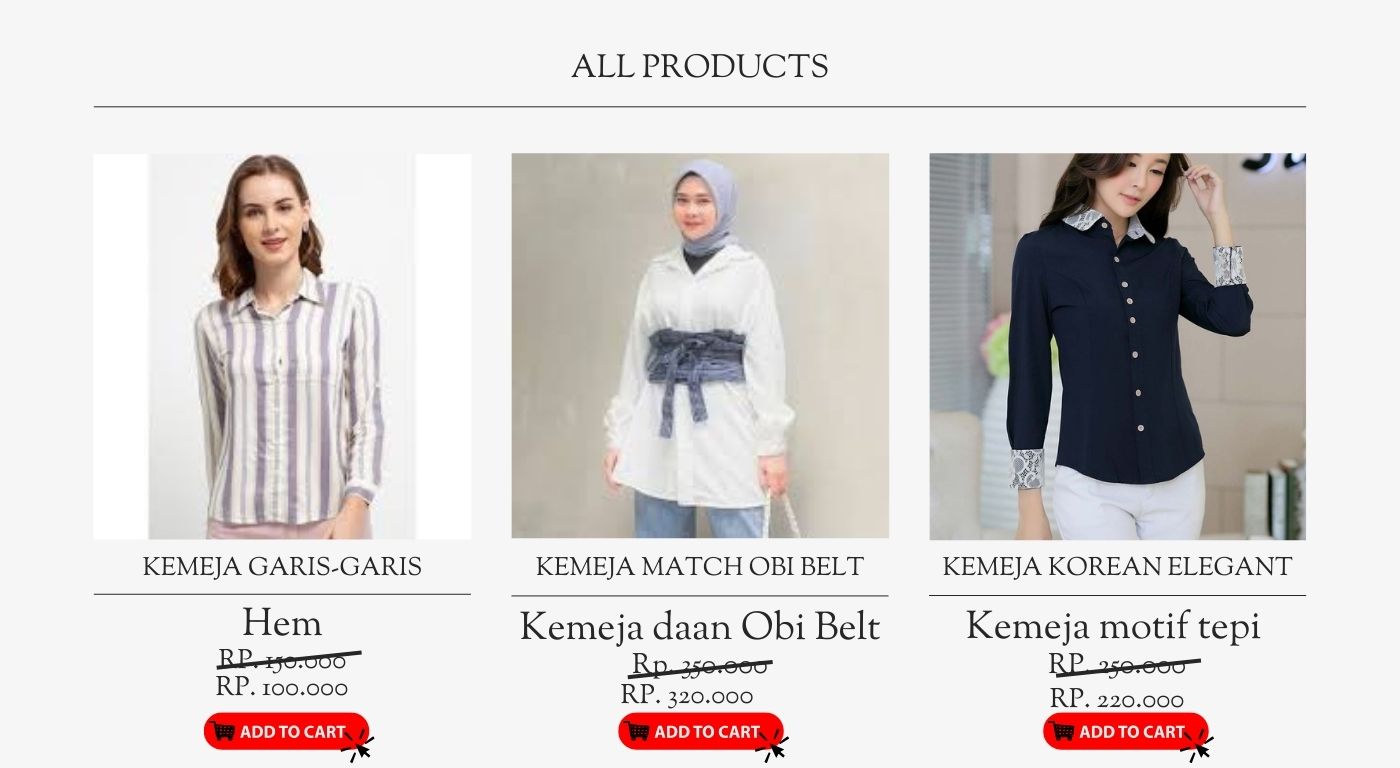 ALL PRODUCTS
KEMEJA GARIS-GARIS
Hem
RP. 150.000
RP. 100.000
ADD TO CART
KEMEJA MATCH OBI BELT
Kemeja daan Obi Belt
Rp. 350.000
RP. 320.000
ADD TO CART
KEMEJA KOREAN ELEGANT
Kemeja motif tepi
RP. 250.000
RP. 220.000
ADD TO CART